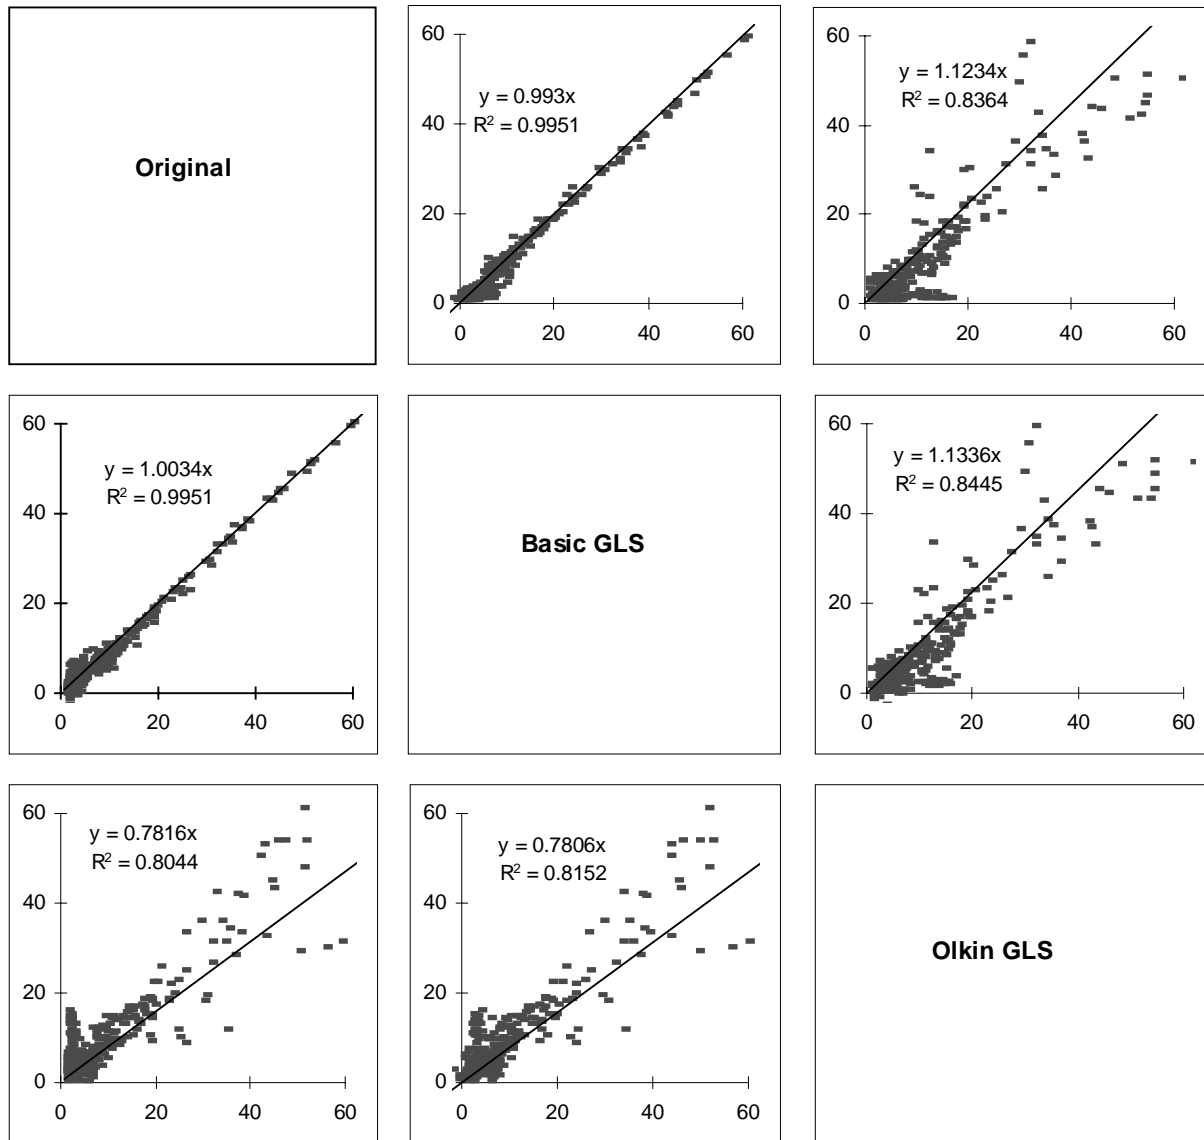 Original
60
40
20
0
y = 0.993x
R² = 0.9951
0 20 40 60
60
40
20
0
y = 1.1234x
R² = 0.8364
0 20 40 60
60
40
20
0
y = 1.0034x
R² = 0.9951
0 20 40 60
Basic GLS
60
40
20
0
y = 1.1336x
R² = 0.8445
0 20 40 60
60
40
20
0
y = 0.7816x
R² = 0.8044
0 20 40 60
60
40
20
0
y = 0.7806x
R² = 0.8152
0 20 40 60
Olkin GLS